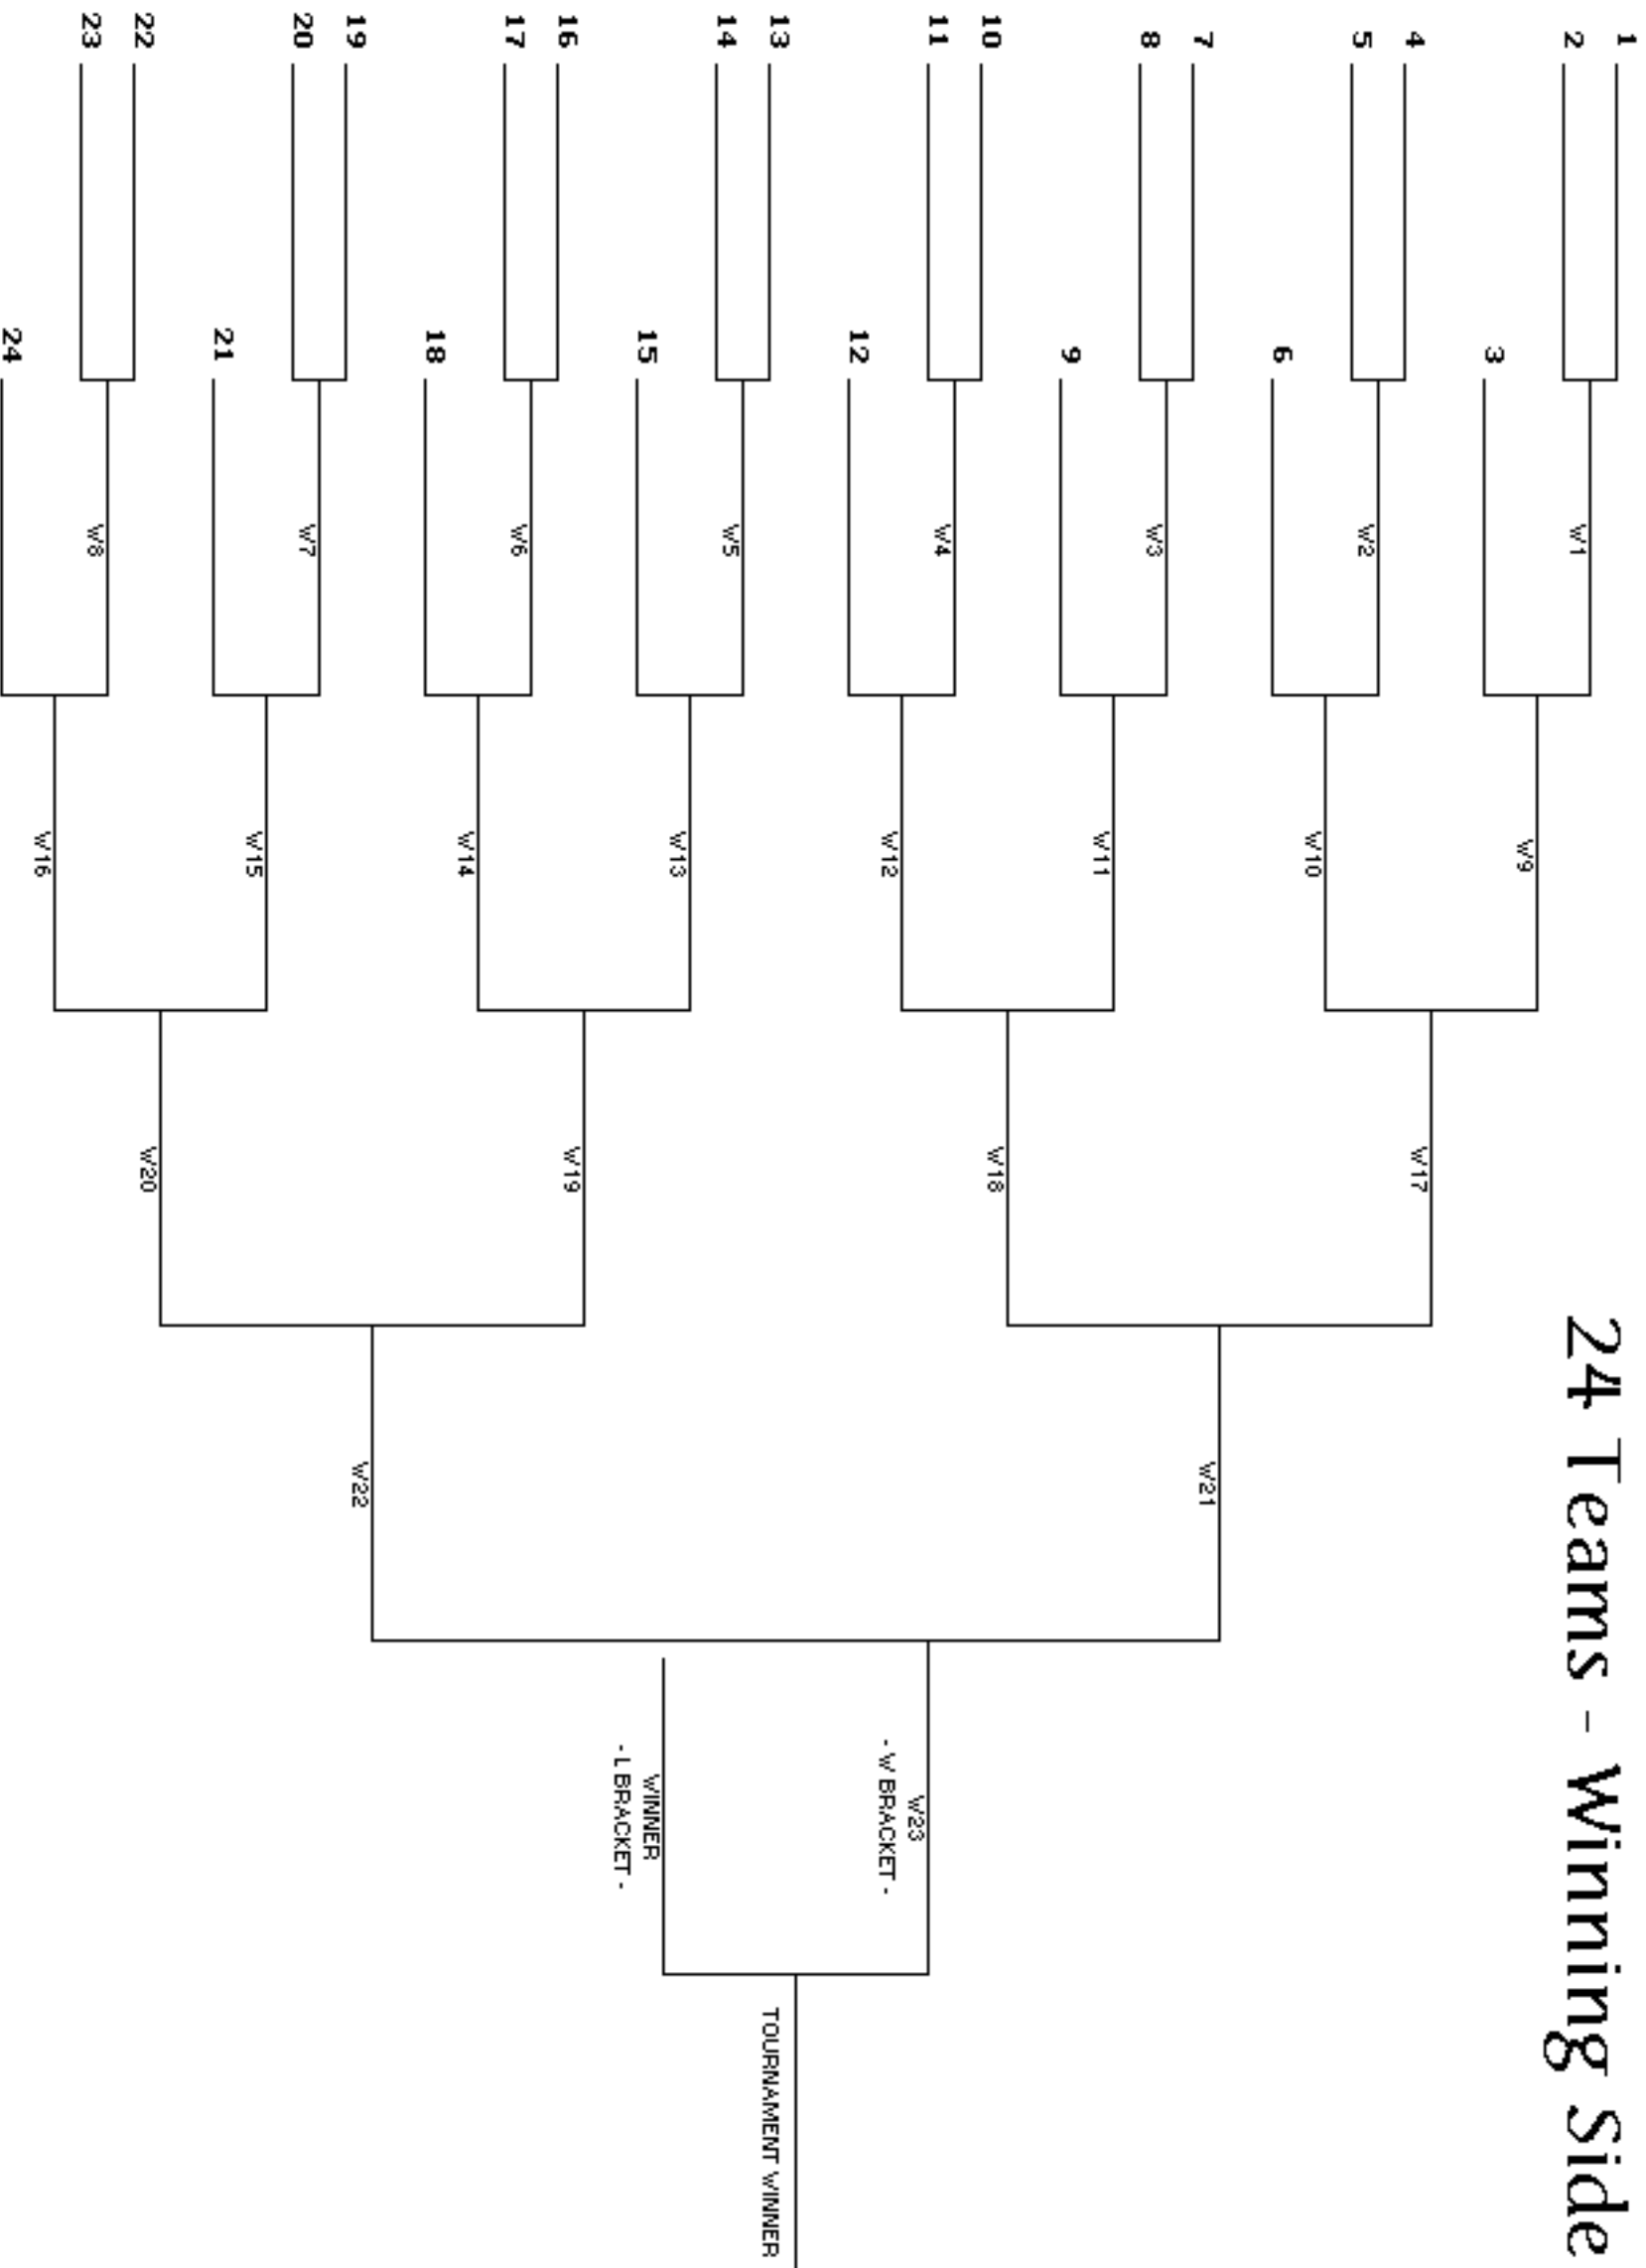 24 Teams - Winning Side
1
2
3
4
5
6
7
8
9
10
11
12
13
14
15
16
17
18
19
20
21
22
23
24
W1
W2
W3
W4
W5
W6
W7
W8
W9
W10
W11
W12
W13
W14
W15
W16
W17
W18
W19
W20
W21
W22
W23
- W BRACKET -
WINNER
- L BRACKET -
TOURNAMENT WINNER